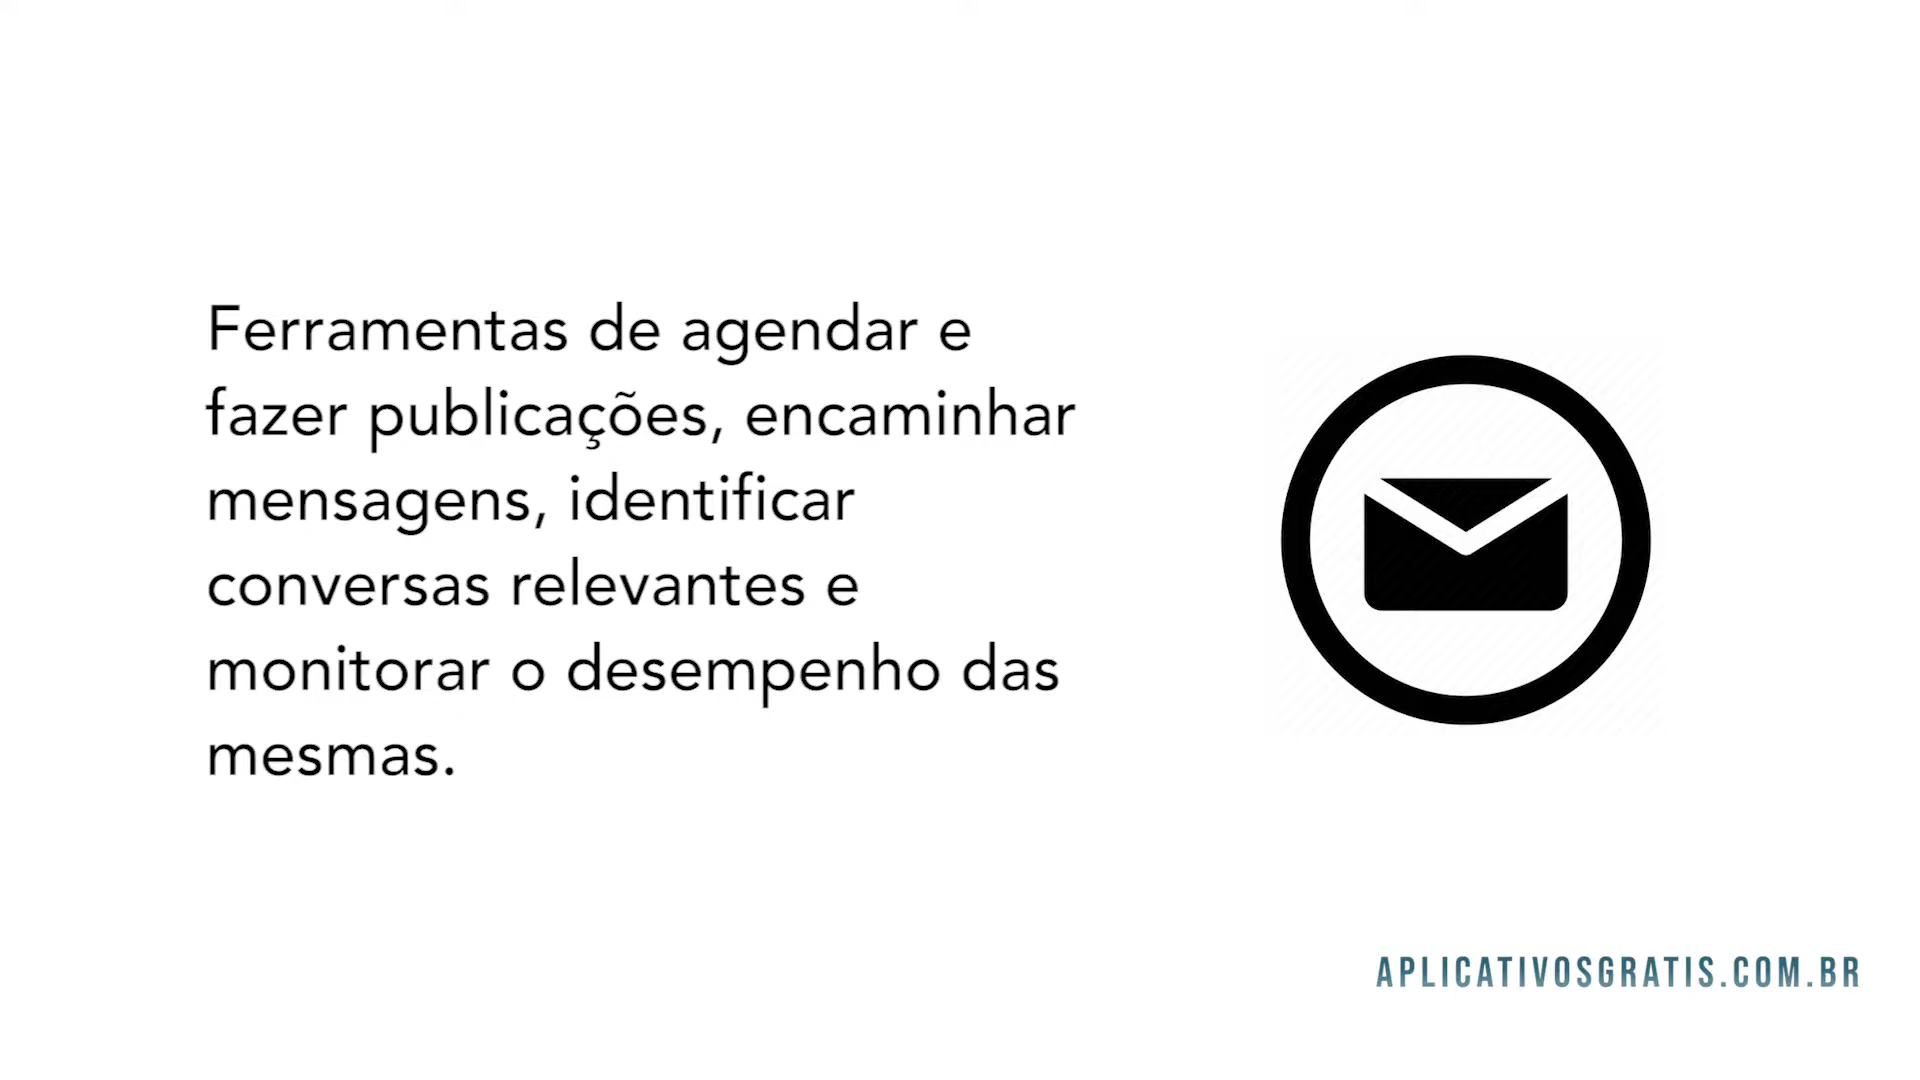 Ferramentas de agendar e
fazer publicações, encaminhar
mensagens, identificar
conversas relevantes e
monitorar o desempenho das
mesmas.
APLICATIVOSGRATIS.COM.BR